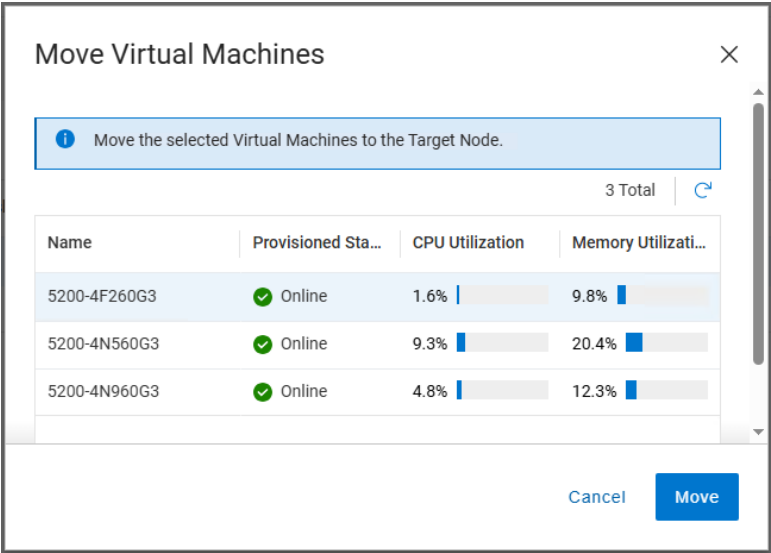 Move Virtual Machines
Move the selected Virtual Machines to the Target Node.
3 Total
Name Provisioned Sta... CPU Utilization Memory Utilizati...
5200-4F260G3 Online 1.6% 9.8%
5200-4N560G3 Online 9.3% 20.4%
5200-4N960G3 Online 4.8% 12.3%
Cancel Move